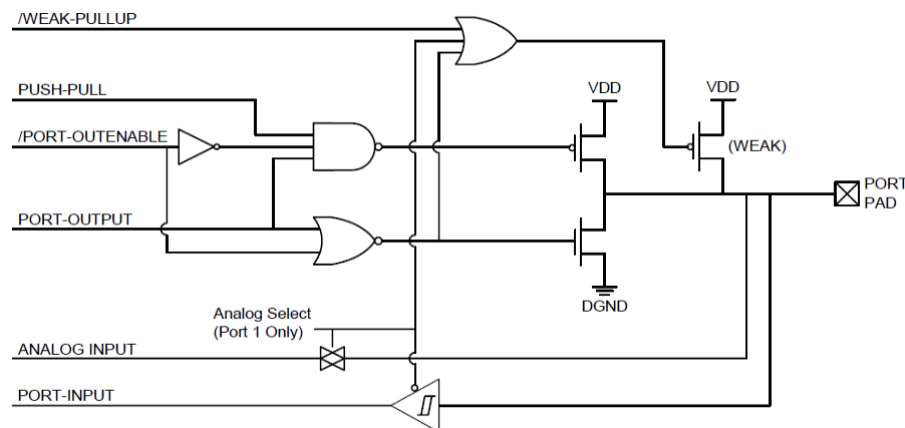 /WEAK-PULLUP
PUSH-PULL
VDD
VDD
/PORT-OUTENABLE
(WEAK)
PORT
PAD
PORT-OUTPUT
DGND
Analog Select
(Port 1 Only)
ANALOG INPUT
PORT-INPUT